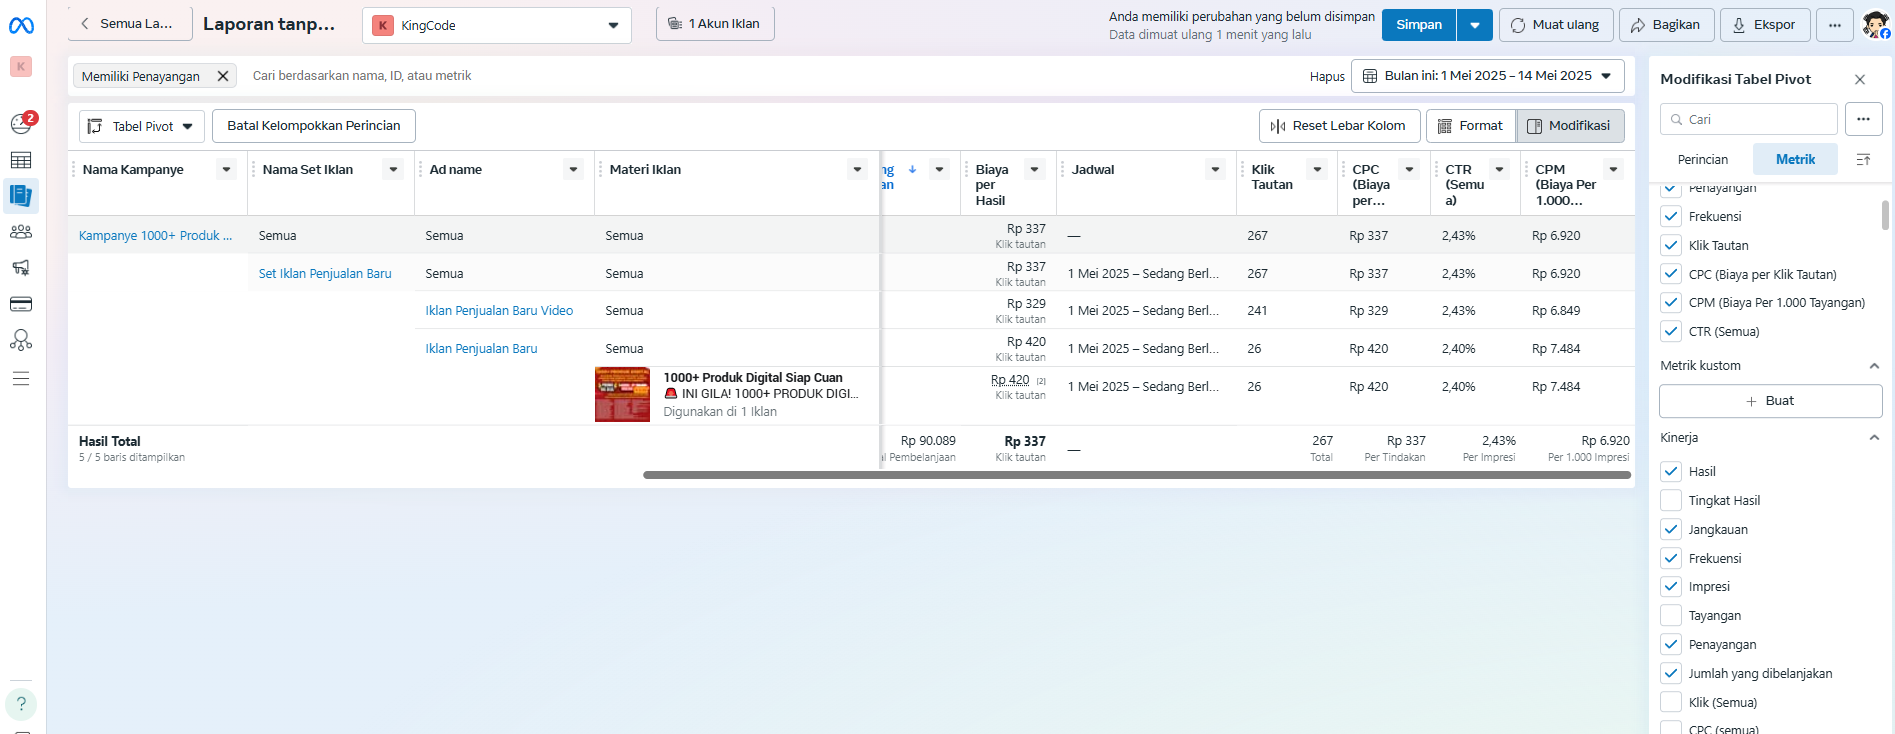 Semua La...
Laporan tanp...
K
KingCode
1 Akun Iklan
Anda memiliki perubahan yang belum disimpan
Data dimuat ulang 1 menit yang lalu
Simpan
Muat ulang
Bagikan
Ekspor
K
2
Memiliki Penayangan
Cari berdasarkan nama, ID, atau metrik
Hapus
Bulan ini: 1 Mei 2025 – 14 Mei 2025
Tabel Pivot
Batal Kelompokkan Perincian
Reset Lebar Kolom
Format
Modifikasi
Nama Kampanye
Nama Set Iklan
Ad name
Materi Iklan
ng
an
Biaya
per
Hasil
Jadwal
Klik
Tautan
CPC
(Biaya
per...
CTR
(Semu
a)
CPM
(Biaya Per
1.000...
Kampanye 1000+ Produk ...
Semua
Semua
Semua
Rp 337
Klik tautan
—
267
Rp 337
2,43%
Rp 6.920
Set Iklan Penjualan Baru
Semua
Semua
Rp 337
Klik tautan
1 Mei 2025 – Sedang Berl...
267
Rp 337
2,43%
Rp 6.920
Iklan Penjualan Baru Video
Semua
Rp 329
Klik tautan
1 Mei 2025 – Sedang Berl...
241
Rp 329
2,43%
Rp 6.849
Iklan Penjualan Baru
Semua
Rp 420
Klik tautan
1 Mei 2025 – Sedang Berl...
26
Rp 420
2,40%
Rp 7.484
1000+ Produk Digital Siap Cuan
🚨 INI GILA! 1000+ PRODUK DIGI...
Digunakan di 1 Iklan
Rp 420 [2]
Klik tautan
1 Mei 2025 – Sedang Berl...
26
Rp 420
2,40%
Rp 7.484
Hasil Total
5 / 5 baris ditampilkan
Rp 90.089
l Pembelanjaan
Rp 337
Klik tautan
—
267
Total
Rp 337
Per Tindakan
2,43%
Per Impresi
Rp 6.920
Per 1.000 Impresi
Modifikasi Tabel Pivot
Cari
Perincian
Metrik
Penayangan
Frekuensi
Klik Tautan
CPC (Biaya per Klik Tautan)
CPM (Biaya Per 1.000 Tayangan)
CTR (Semua)
Metrik kustom
+ Buat
Kinerja
Hasil
Tingkat Hasil
Jangkauan
Frekuensi
Impresi
Tayangan
Penayangan
Jumlah yang dibelanjakan
Klik (Semua)
CPC (semua)
?